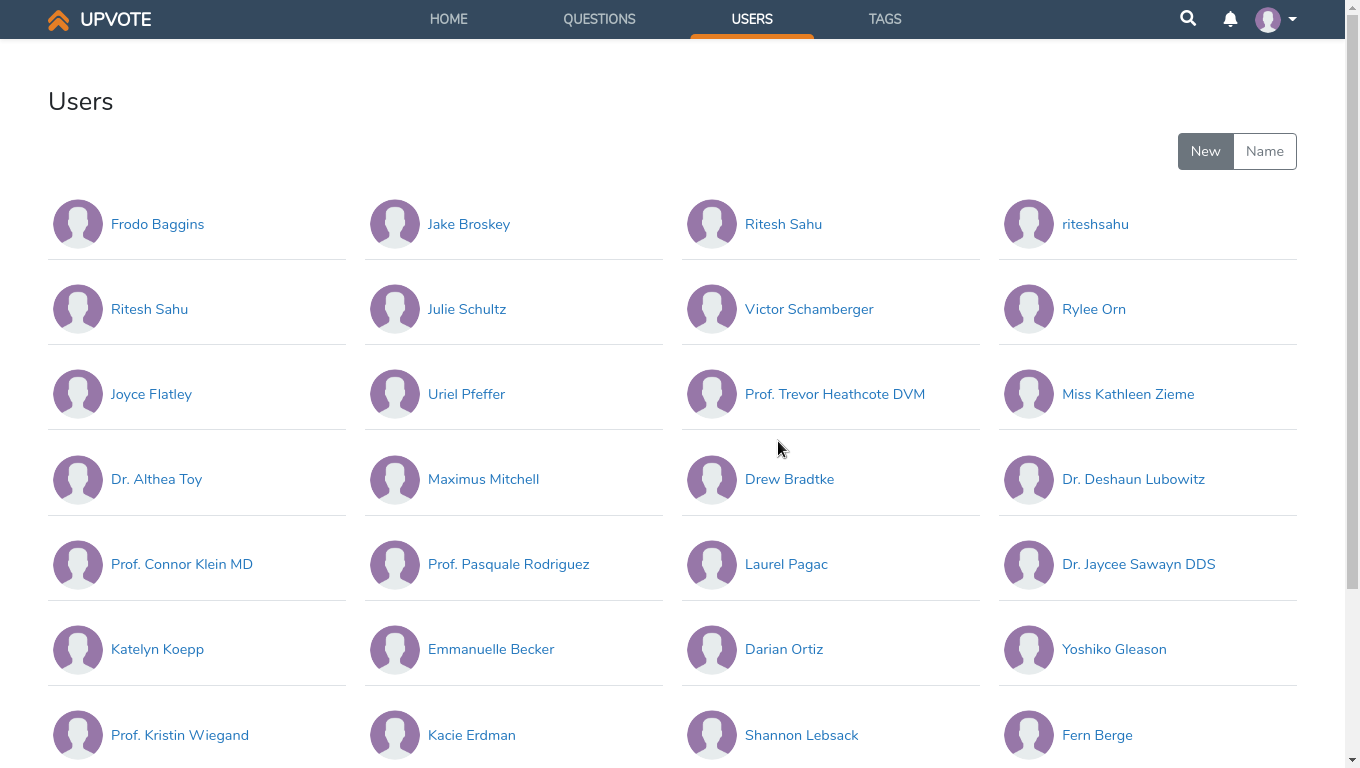 UPVOTE HOME QUESTIONS USERS TAGS
Users
New Name
Frodo Baggins Jake Broskey Ritesh Sahu riteshsahu
Ritesh Sahu Julie Schultz Victor Schamberger Rylee Orn
Joyce Flatley Uriel Pfeffer Prof. Trevor Heathcote DVM Miss Kathleen Zieme
Dr. Althea Toy Maximus Mitchell Drew Bradtke Dr. Deshaun Lubowitz
Prof. Connor Klein MD Prof. Pasquale Rodriguez Laurel Pagac Dr. Jaycee Sawayn DDS
Katelyn Koepp Emmanuelle Becker Darian Ortiz Yoshiko Gleason
Prof. Kristin Wiegand Kacie Erdman Shannon Lebsack Fern Berge